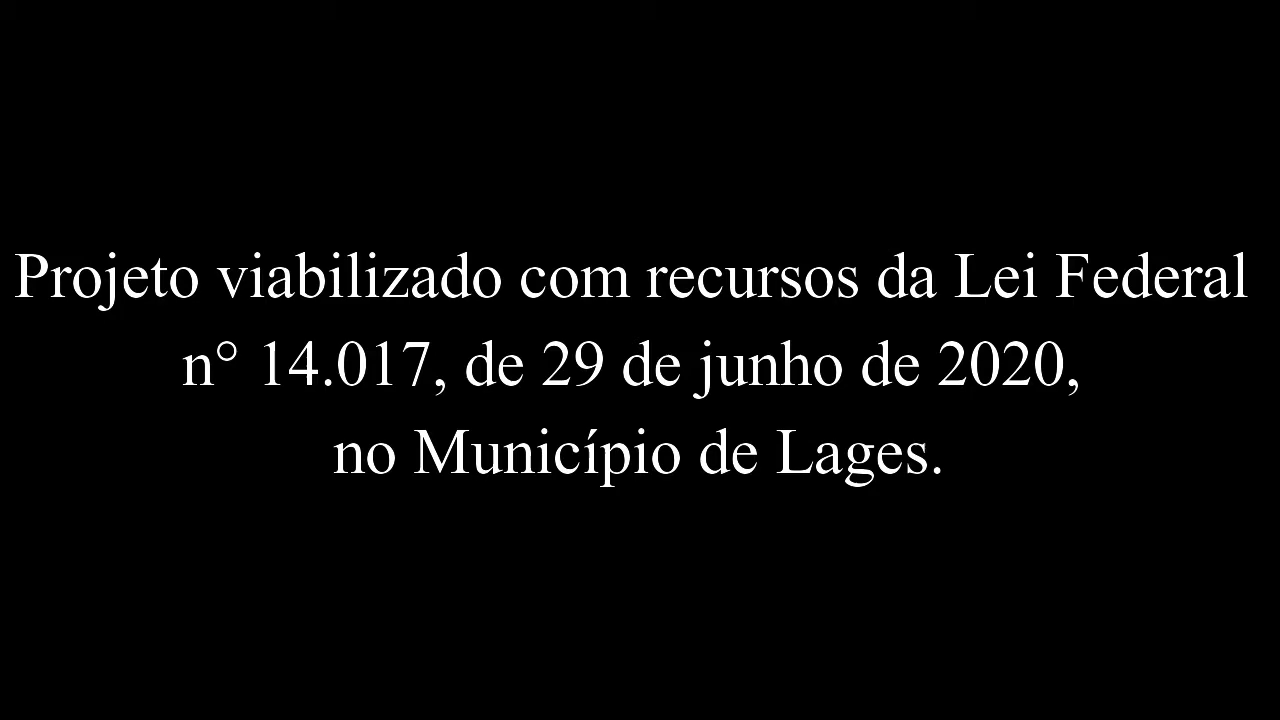 Projeto viabilizado com recursos da Lei Federal
n° 14.017, de 29 de junho de 2020,
no Município de Lages.